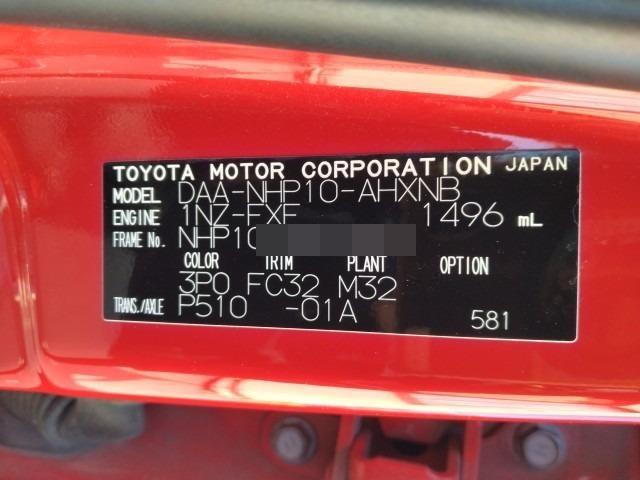 TOYOTA MOTOR CORPORATION JAPAN
MODEL DAA-NHP10-AHXNB
ENGINE 1NZ-FXE 1496 mL
FRAME No. NHP10
COLOR TRIM PLANT OPTION
3P0 FC32 M32
TRANS./AXLE P510 -01A 581